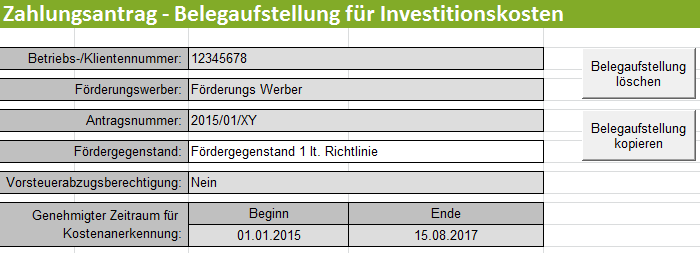 Zahlungsantrag - Belegaufstellung für Investitionskosten
Betriebs-/Klientennummer: 12345678
Förderungswerber: Förderungs Werber
Antragsnummer: 2015/01/XY
Fördergegenstand: Fördergegenstand 1 lt. Richtlinie
Vorsteuerabzugsberechtigung: Nein
Genehmigter Zeitraum für
Kostenanerkennung:
Beginn Ende
01.01.2015 15.08.2017
Belegaufstellung
löschen
Belegaufstellung
kopieren